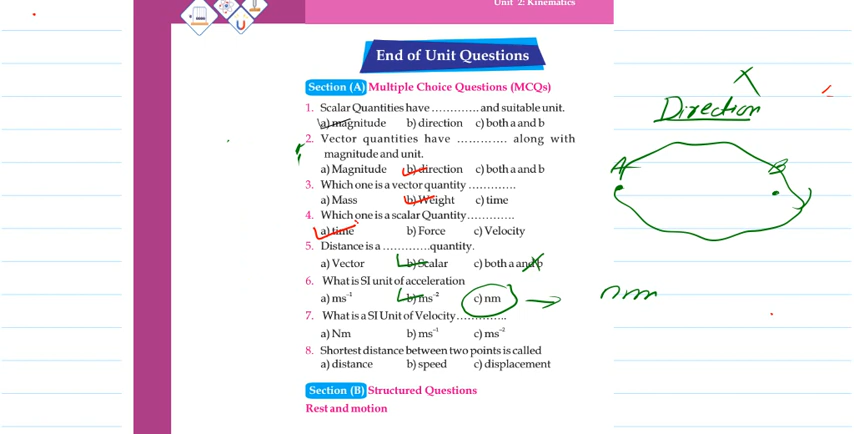 Unit 2: Kinematics
End of Unit Questions
Section (A) Multiple Choice Questions (MCQs)
1. Scalar Quantities have …………. and suitable unit.
a) magnitude b) direction c) both a and b
2. Vector quantities have …………. along with
magnitude and unit.
a) Magnitude b) direction c) both a and b
3. Which one is a vector quantity ………….
a) Mass b) Weight c) time
4. Which one is a scalar Quantity………….
a) time b) Force c) Velocity
5. Distance is a ………….quantity.
a) Vector b) Scalar c) both a and b
6. What is SI unit of acceleration
a) ms⁻¹ b) ms⁻² c) nm
7. What is a SI Unit of Velocity………….
a) Nm b) ms⁻¹ c) ms⁻²
8. Shortest distance between two points is called
a) distance b) speed c) displacement
Section (B) Structured Questions
Rest and motion
Direction
A B
nm